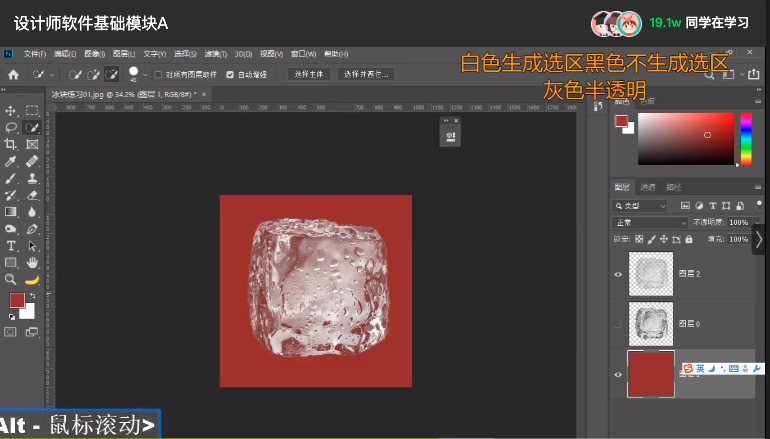 设计师软件基础模块A
19.1w 同学在学习
白色生成选区黑色不生成选区
灰色半透明
Ps 文件(F) 编辑(E) 图像(I) 图层(L) 文字(Y) 选择(S) 滤镜(T) 3D(D) 视图(V) 窗口(W) 帮助(H)
对所有图层取样 自动增强 选择主体 选择并遮住...
冰块练习01.jpg @ 34.2% (图层 1, RGB/8#) *
颜色 色板
图层 通道 路径
类型
正常 不透明度: 100%
锁定: 填充: 100%
图层 2
图层 0
英
Alt - 鼠标滚动>